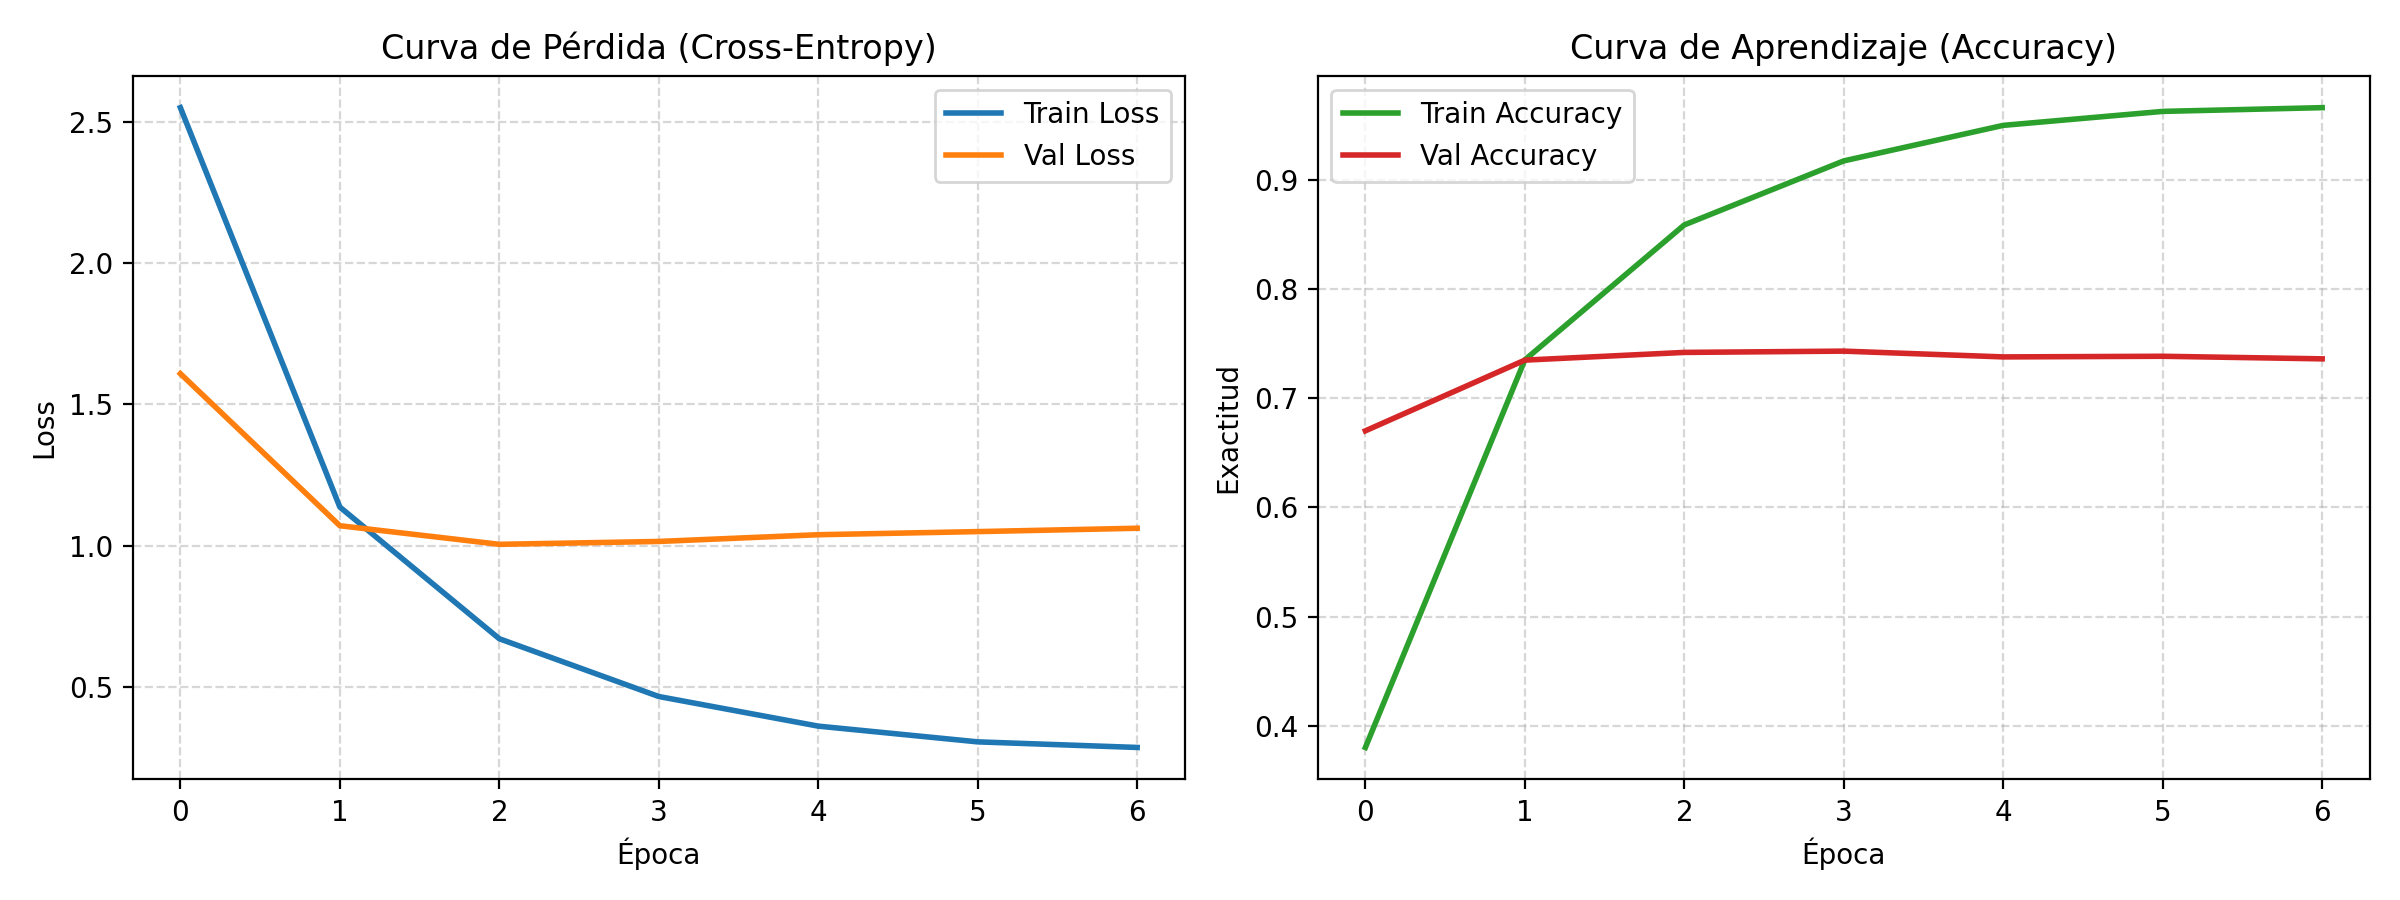 Curva de Pérdida (Cross-Entropy)
Train Loss
Val Loss
Loss
2.5
2.0
1.5
1.0
0.5
0 1 2 3 4 5 6
Época
Curva de Aprendizaje (Accuracy)
Train Accuracy
Val Accuracy
Exactitud
0.9
0.8
0.7
0.6
0.5
0.4
0 1 2 3 4 5 6
Época